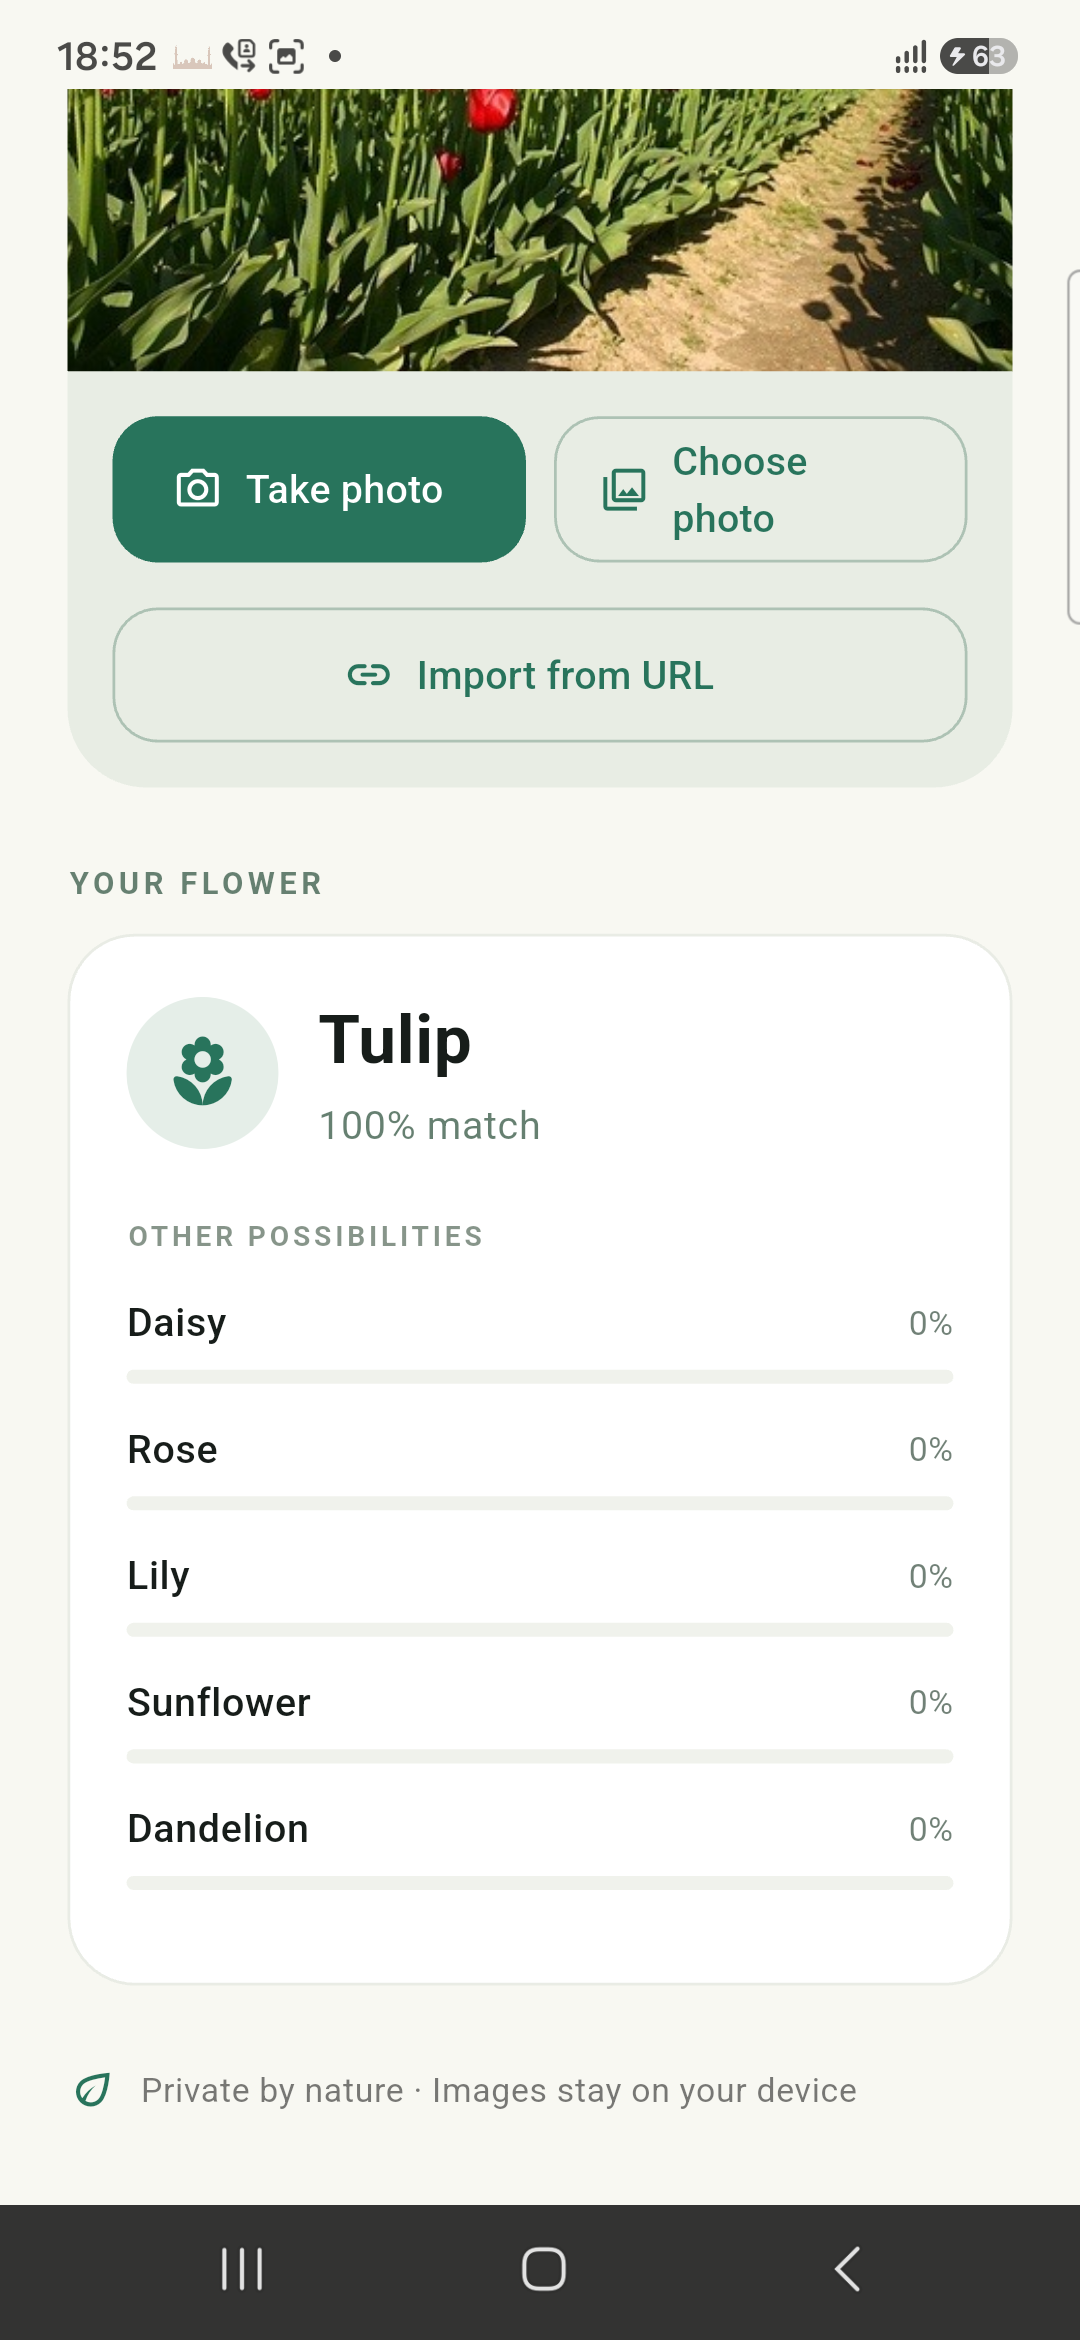 18:52
63
Take photo
Choose
photo
Import from URL
YOUR FLOWER
Tulip
100% match
OTHER POSSIBILITIES
Daisy 0%
Rose 0%
Lily 0%
Sunflower 0%
Dandelion 0%
Private by nature · Images stay on your device